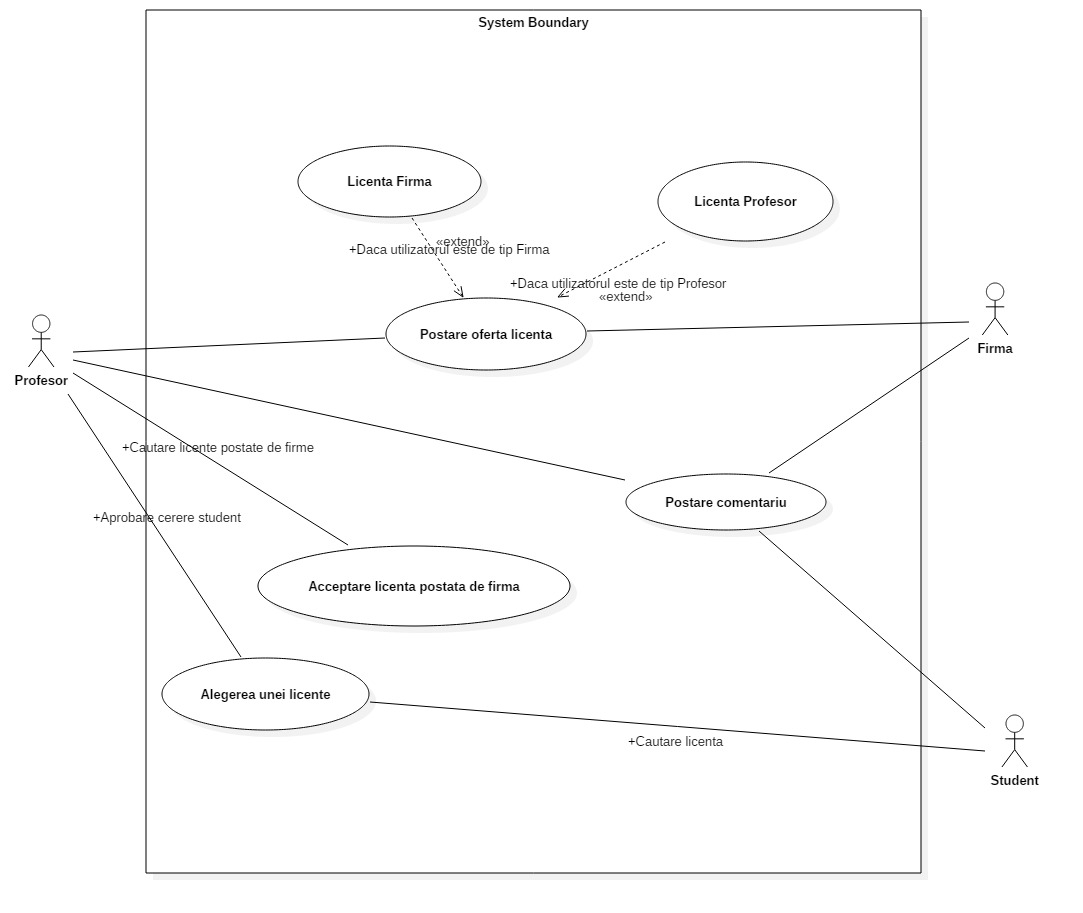 System Boundary
Licenta Firma
Licenta Profesor
«extend»
+Daca utilizatorul este de tip Firma
+Daca utilizatorul este de tip Profesor
«extend»
Postare oferta licenta
Firma
Profesor
+Cautare licente postate de firme
Postare comentariu
+Aprobare cerere student
Acceptare licenta postata de firma
Alegerea unei licente
+Cautare licenta
Student